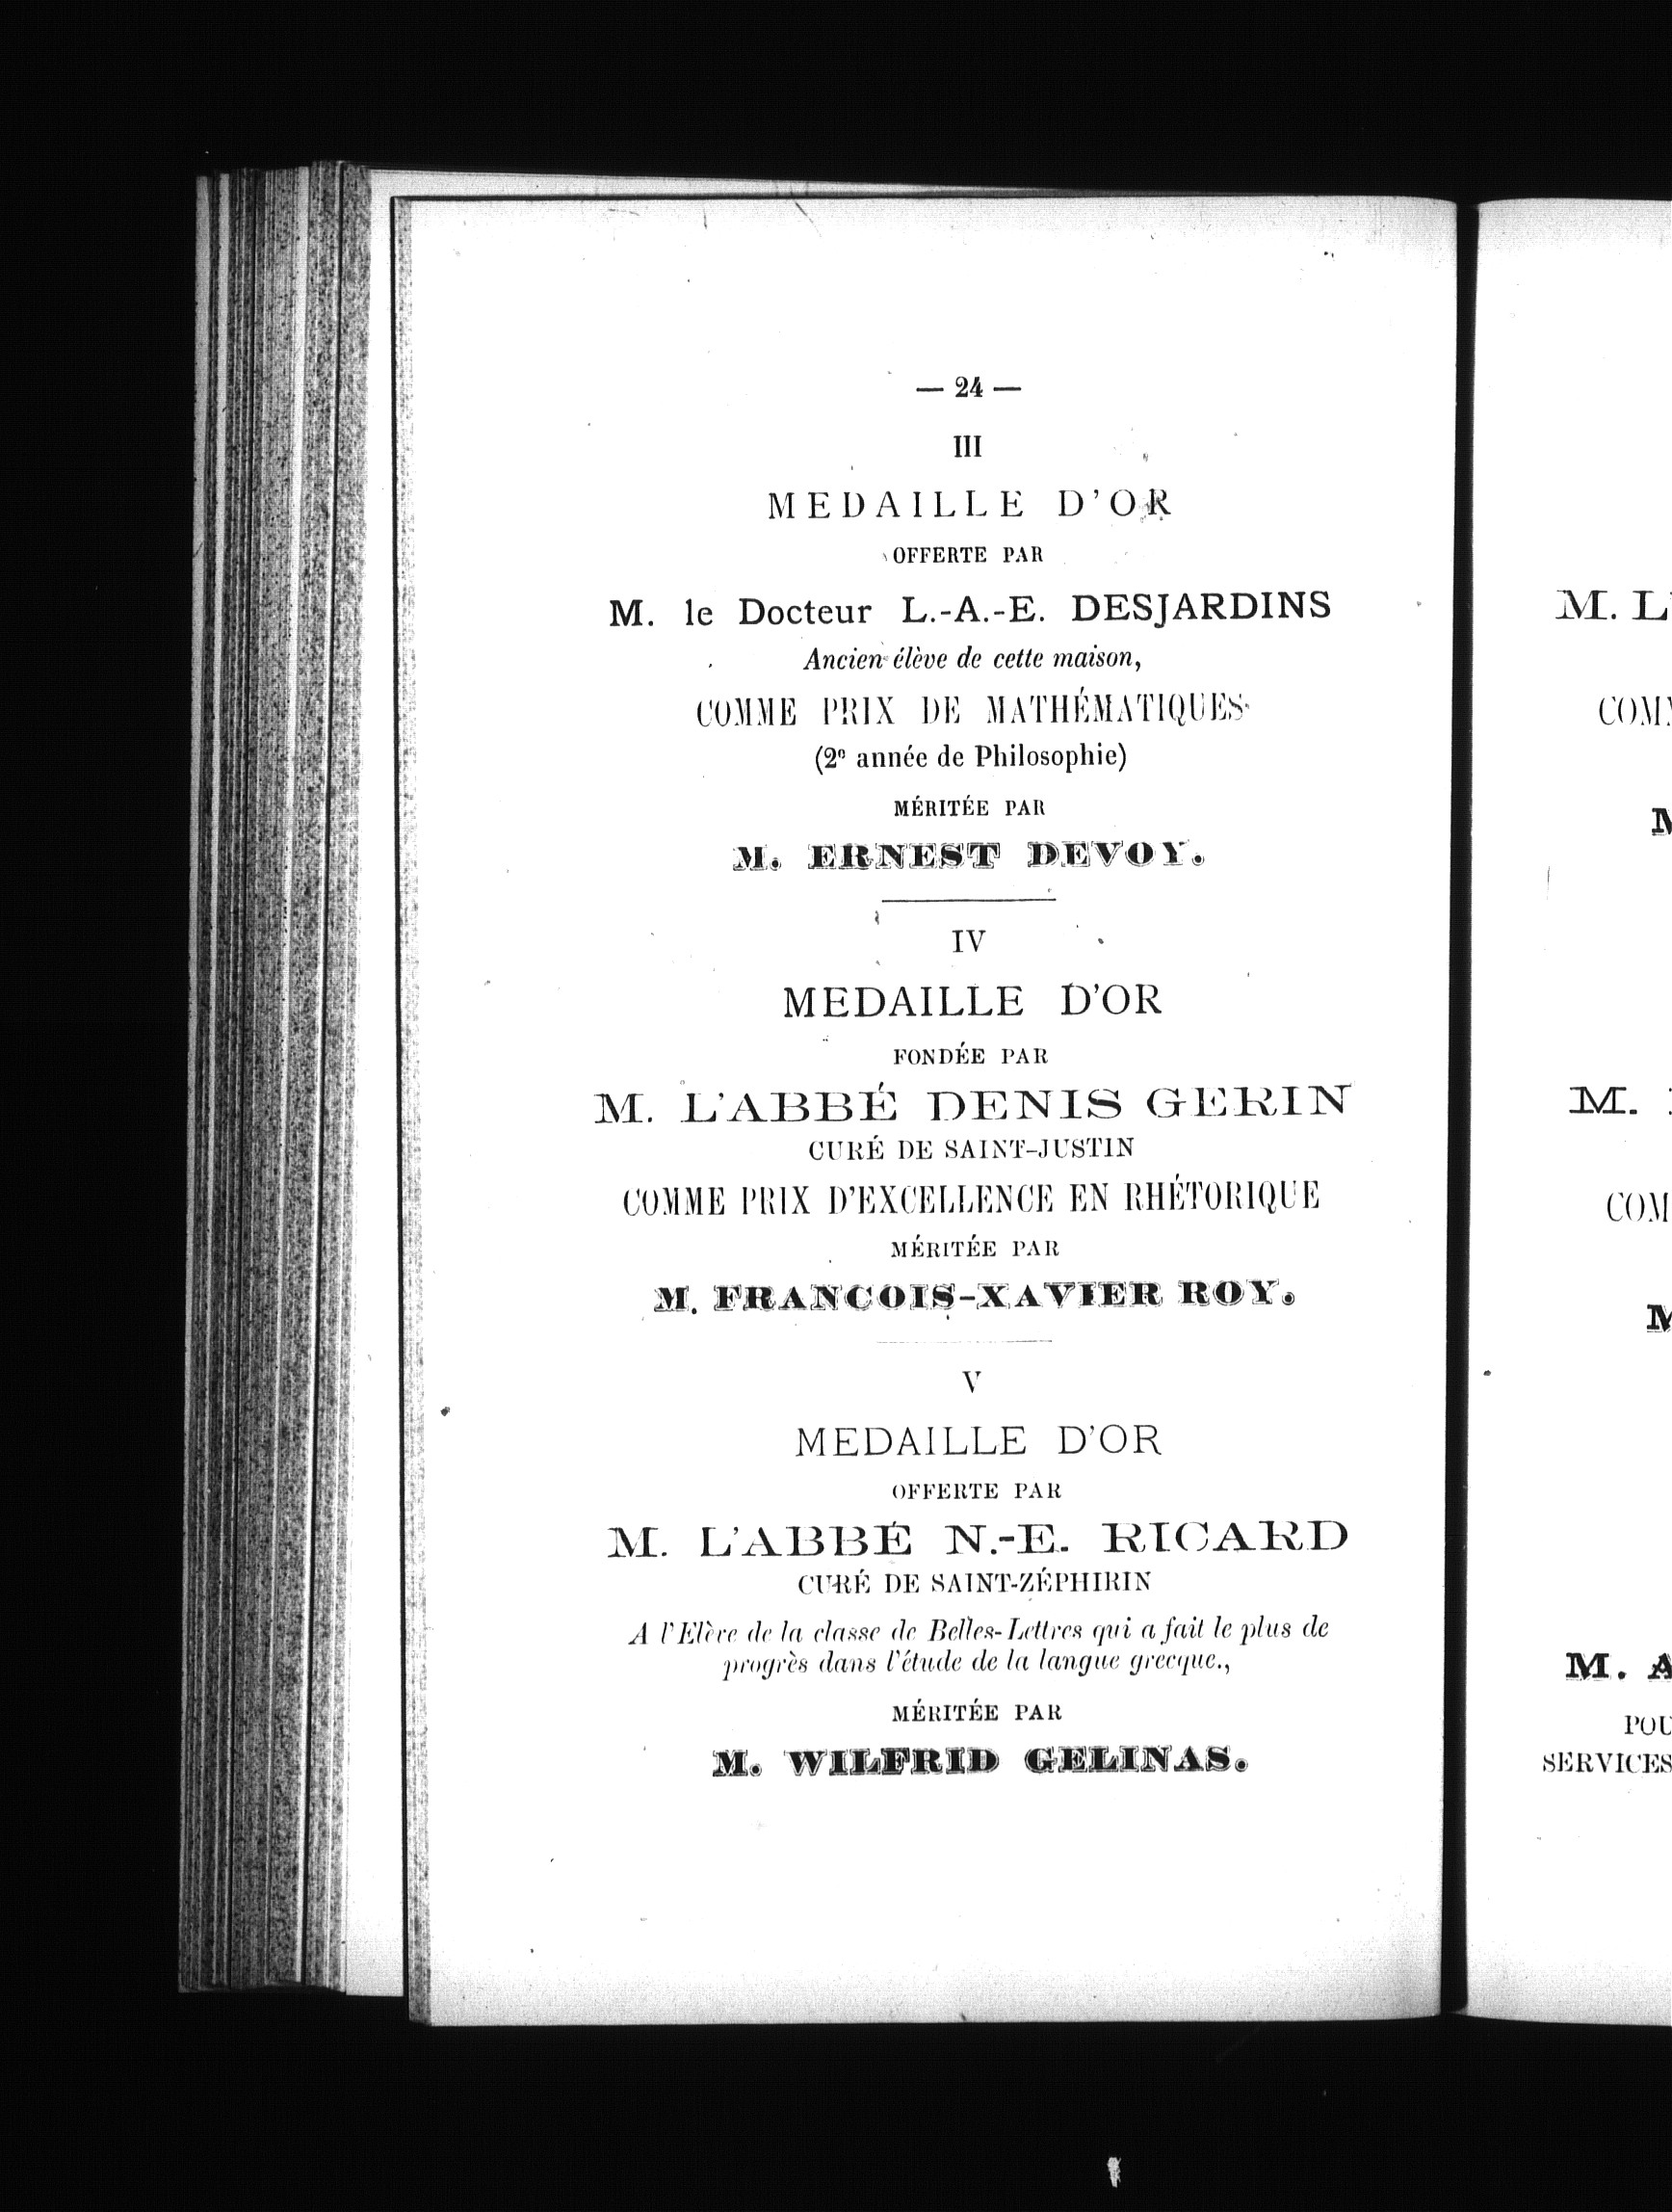 — 24 —
III
MEDAILLE D'OR
OFFERTE PAR
M. le Docteur L.-A.-E. DESJARDINS
Ancien élève de cette maison,
COMME PRIX DE MATHÉMATIQUES
(2e année de Philosophie)
MÉRITÉE PAR
M. ERNEST DEVOY.
IV
MEDAILLE D'OR
FONDÉE PAR
M. L'ABBÉ DENIS GERIN
CURÉ DE SAINT-JUSTIN
COMME PRIX D'EXCELLENCE EN RHÉTORIQUE
MÉRITÉE PAR
M. FRANÇOIS-XAVIER ROY.
V
MEDAILLE D'OR
OFFERTE PAR
M. L'ABBÉ N.-E. RICARD
CURÉ DE SAINT-ZÉPHIRIN
A l'Elève de la classe de Belles-Lettres qui a fait le plus de
progrès dans l'étude de la langue grecque.,
MÉRITÉE PAR
M. WILFRID GELINAS.
M.
M.
M. A
POU
SERVICES